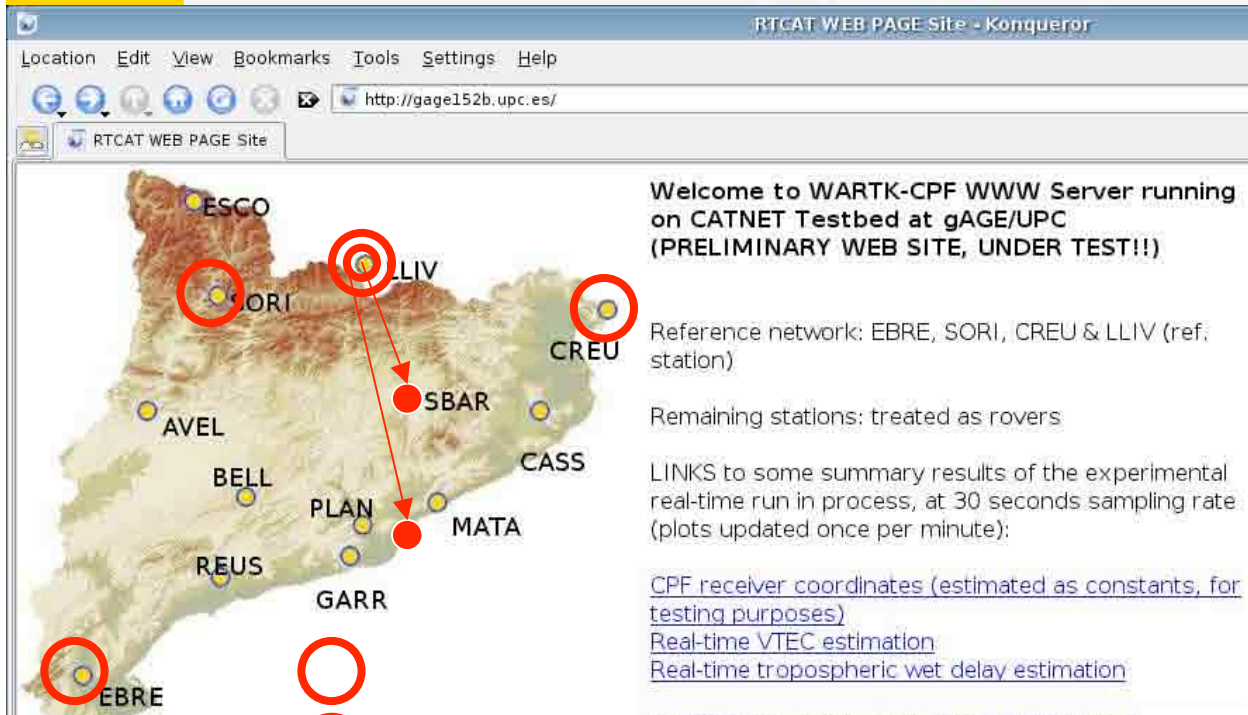 RTCAT WEB PAGE Site - Konqueror
Location Edit View Bookmarks Tools Settings Help
http://gage152b.upc.es/
RTCAT WEB PAGE Site
ESCO
LLIV
SORI
CREU
SBAR
AVEL
CASS
BELL
PLAN
MATA
REUS
GARR
EBRE
Welcome to WARTK-CPF WWW Server running
on CATNET Testbed at gAGE/UPC
(PRELIMINARY WEB SITE, UNDER TEST!!)
Reference network: EBRE, SORI, CREU & LLIV (ref.
station)
Remaining stations: treated as rovers
LINKS to some summary results of the experimental
real-time run in process, at 30 seconds sampling rate
(plots updated once per minute):
CPF receiver coordinates (estimated as constants, for
testing purposes)
Real-time VTEC estimation
Real-time tropospheric wet delay estimation